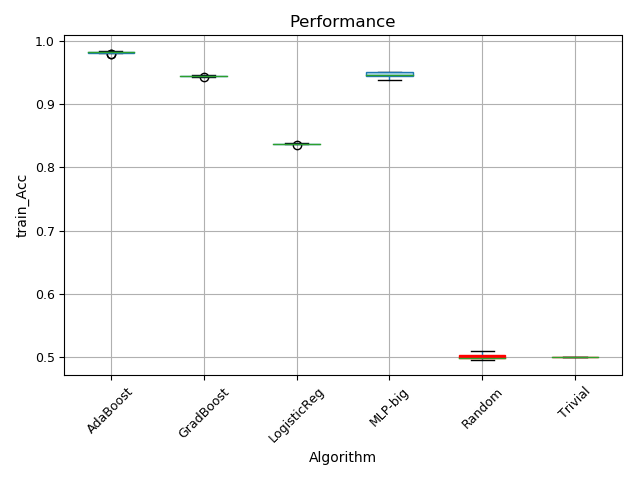 Performance
train_Acc
1.0
0.9
0.8
0.7
0.6
0.5
AdaBoost
GradBoost
LogisticReg
MLP-big
Random
Trivial
Algorithm